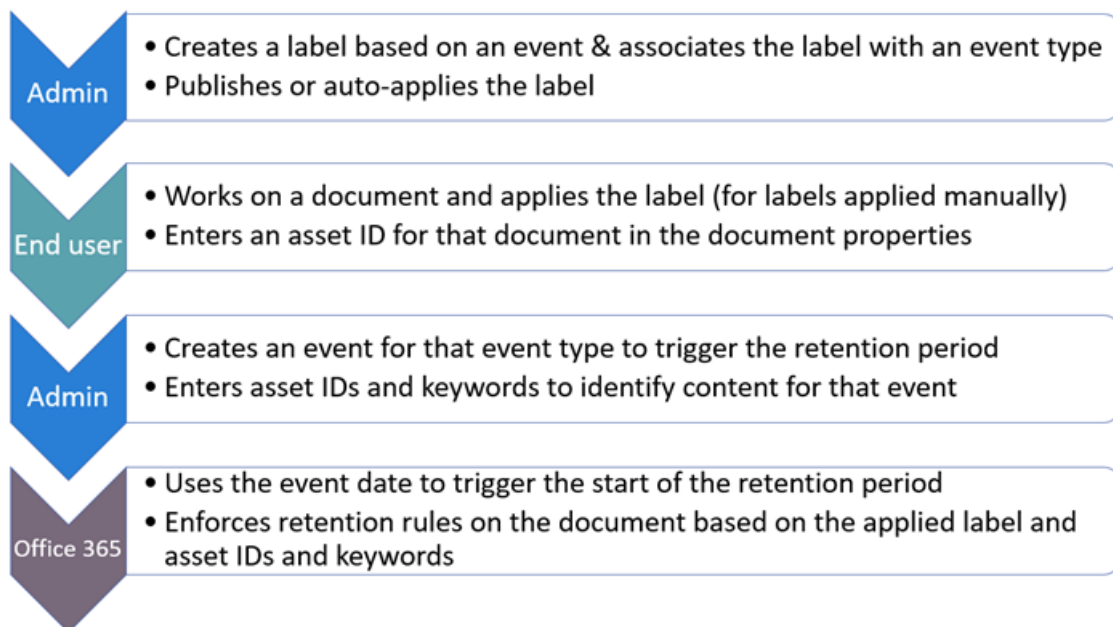 Admin
• Creates a label based on an event & associates the label with an event type
• Publishes or auto-applies the label
End user
• Works on a document and applies the label (for labels applied manually)
• Enters an asset ID for that document in the document properties
Admin
• Creates an event for that event type to trigger the retention period
• Enters asset IDs and keywords to identify content for that event
Office 365
• Uses the event date to trigger the start of the retention period
• Enforces retention rules on the document based on the applied label and
asset IDs and keywords